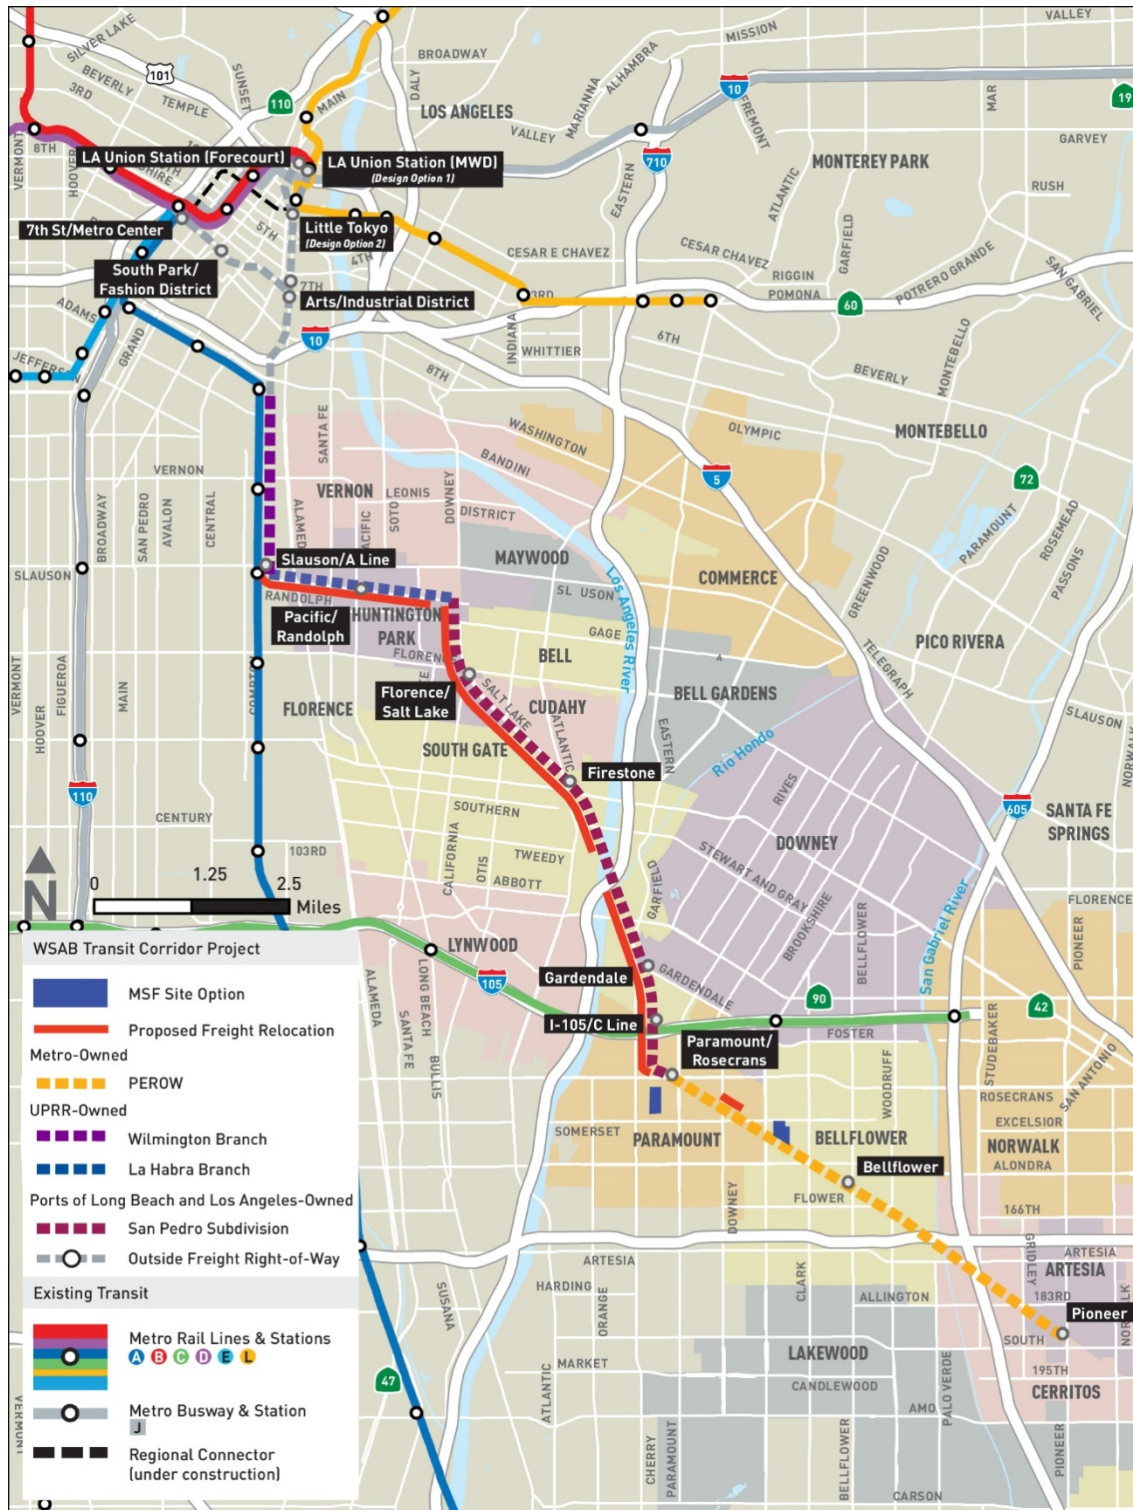 VALLEY
MISSION
SILVER LAKE
BROADWAY
ALHAMBRA
MARIANNA
101
SUNSET
BEVERLY
3RD
TEMPLE
110
MAIN
DALY
LOS ANGELES
10
FREMONT
MAR
19
VALLEY
GARVEY
VERMONT
8TH
HOOVER
LA Union Station (Forecourt)
LA Union Station (MWD)
(Design Option 1)
710
EASTERN
MONTEREY PARK
ATLANTIC
RUSH
7th St/Metro Center
5TH
Little Tokyo
(Design Option 2)
4TH
CESAR E CHAVEZ
CESAR CHAVEZ
GARFIELD
RIGGIN
POMONA
POTRERO GRANDE
SAN GABRIEL
South Park/
Fashion District
7TH
Arts/Industrial District
3RD
60
ADAMS
GRAND
JEFFERSON
10
INDIANA
WHITTIER
6TH
8TH
BEVERLY
MONTEBELLO
SANTA FE
WASHINGTON
OLYMPIC
MONTEBELLO
BANDINI
5
72
VERNON
VERNON
LEONIS
SOTO
DOWNEY
DISTRICT
PARAMOUNT
ROSEMEAD
PASSONS
BROADWAY
SAN PEDRO
AVALON
CENTRAL
MAYWOOD
COMMERCE
GREENWOOD
SLAUSON
Slauson/A Line
RANDOLPH
Pacific/
Randolph
HUNTINGTON
PARK
SL USON
Los Angeles River
GAGE
BELL
PICO RIVERA
TELEGRAPH
VERMONT
HOOVER
FIGUEROA
MAIN
COMPTON
FLORENCE
Florence/
Salt Lake
SALT LAKE
CUDAHY
ATLANTIC
BELL GARDENS
EASTERN
Rio Hondo
SLAUSON
NORWALK
SOUTH GATE
Firestone
110
CENTURY
103RD
SOUTHERN
CALIFORNIA
OTIS
TWEEDY
ABBOTT
GARFIELD
RIVES
DOWNEY
STEWART AND GRAY
BROOKSHIRE
BELLFLOWER
605
SANTA FE
SPRINGS
San Gabriel River
FLORENCE
PIONEER
N
0 1.25 2.5
Miles
LYNWOOD
105
Gardendale
GARDENDALE
I-105/C Line
90
42
FOSTER
Paramount/
Rosecrans
ALAMEDA
SANTA FE
LONG BEACH
BULLIS
WOODRUFF
STUDEBAKER
SAN ANTONIO
ROSECRANS
EXCELSIOR
SOMERSET
PARAMOUNT
BELLFLOWER
NORWALK
ALONDRA
Bellflower
FLOWER
DOWNEY
166TH
ARTESIA
GRIDLEY
ARTESIA
ARTESIA
HARDING
ORANGE
CLARK
ALLINGTON
183RD
SUSANA
Pioneer
SOUTH
47
ATLANTIC
MARKET
LAKEWOOD
CANDLEWOOD
PALO VERDE
195TH
CERRITOS
AMO
CHERRY
PARAMOUNT
BELLFLOWER
PIONEER
CARSON
VERMONT
WSAB Transit Corridor Project
MSF Site Option
Proposed Freight Relocation
Metro-Owned
PEROW
UPRR-Owned
Wilmington Branch
La Habra Branch
Ports of Long Beach and Los Angeles-Owned
San Pedro Subdivision
Outside Freight Right-of-Way
Existing Transit
Metro Rail Lines & Stations
A B C D E L
Metro Busway & Station
J
Regional Connector
(under construction)